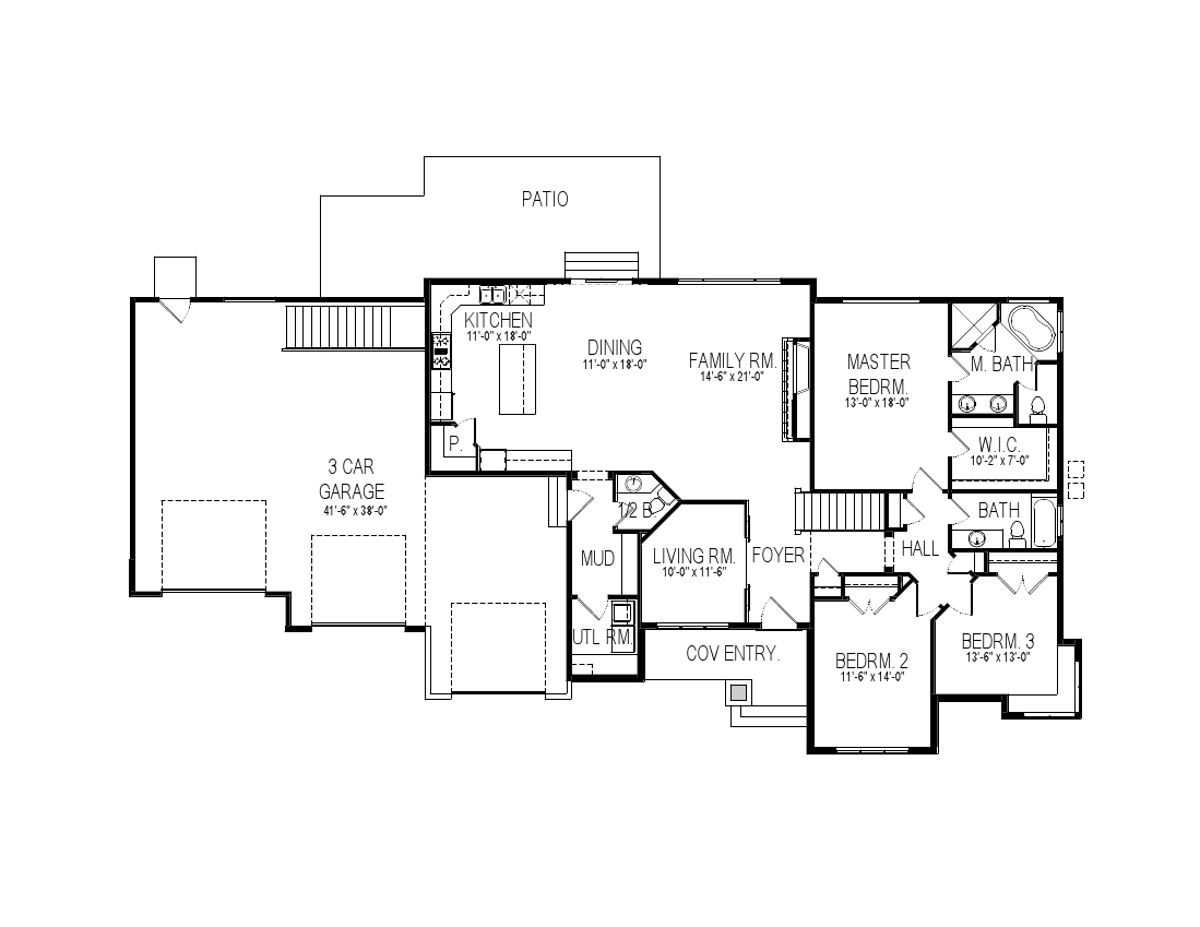 PATIO
KITCHEN
11'-0" x 18'-0"
DINING
11'-0" x 18'-0"
FAMILY RM.
14'-6" x 21'-0"
MASTER
BEDRM.
13'-0" x 18'-0"
M. BATH
W.I.C.
10'-2" x 7'-0"
P.
3 CAR
GARAGE
41'-6" x 38'-0"
1/2 B.
BATH
MUD
LIVING RM.
10'-0" x 11'-6"
FOYER
HALL
UTL RM.
COV ENTRY.
BEDRM. 2
11'-6" x 14'-0"
BEDRM. 3
13'-6" x 13'-0"